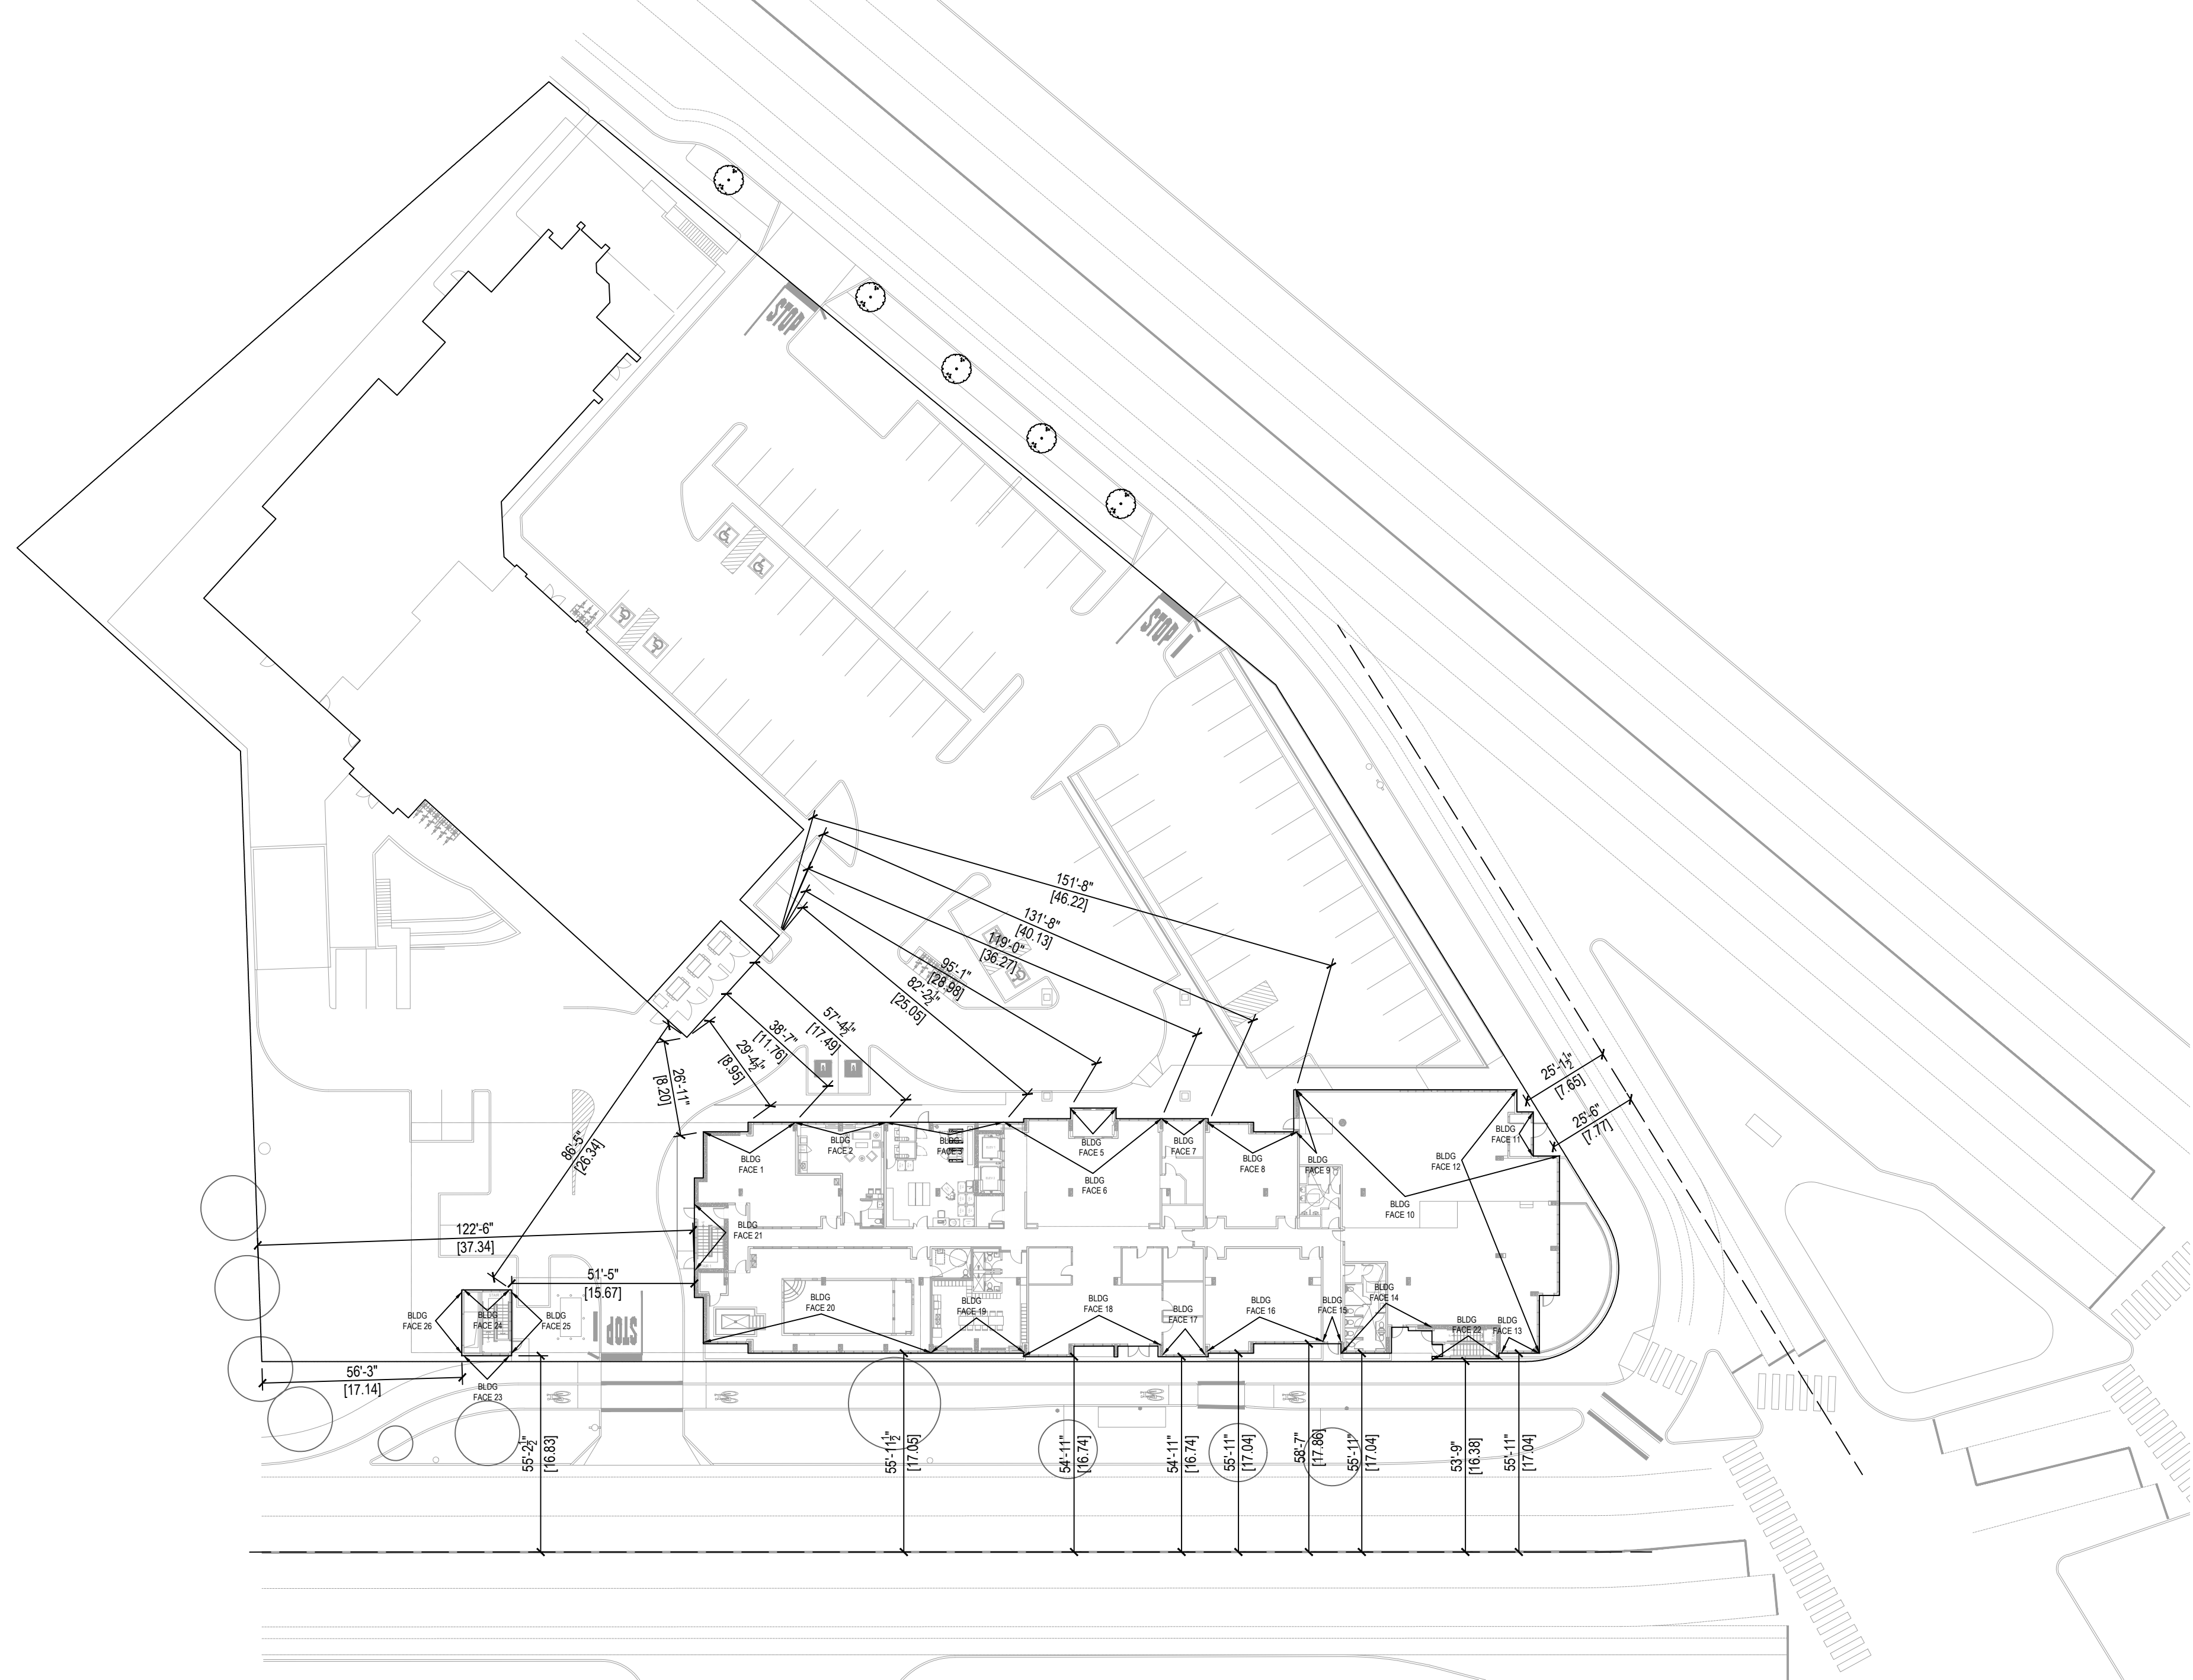 STOP
STOP
151'-8"
[46.22]
131'-8"
[40.13]
119'-0"
[36.27]
95'-1"
[28.98]
82'-2½"
[25.05]
57'-4½"
[17.49]
38'-7"
[11.76]
29'-4½"
[8.95]
26'-11"
[8.20]
86'-5"
[26.34]
25'-1½"
[7.65]
25'-6"
[7.77]
BLDG
FACE 1
BLDG
FACE 2
BLDG
FACE 3
BLDG
FACE 5
BLDG
FACE 6
BLDG
FACE 7
BLDG
FACE 8
BLDG
FACE 9
BLDG
FACE 10
BLDG
FACE 11
BLDG
FACE 12
BLDG
FACE 21
122'-6"
[37.34]
51'-5"
[15.67]
BLDG
FACE 26
BLDG
FACE 24
BLDG
FACE 25
STOP
BLDG
FACE 20
BLDG
FACE 19
BLDG
FACE 18
BLDG
FACE 17
BLDG
FACE 16
BLDG
FACE 15
BLDG
FACE 14
BLDG
FACE 22
BLDG
FACE 13
56'-3"
[17.14]
BLDG
FACE 23
55'-2½"
[16.83]
55'-11½"
[17.05]
54'-11"
[16.74]
54'-11"
[16.74]
55'-11"
[17.04]
58'-7"
[17.86]
55'-11"
[17.04]
53'-9"
[16.38]
55'-11"
[17.04]